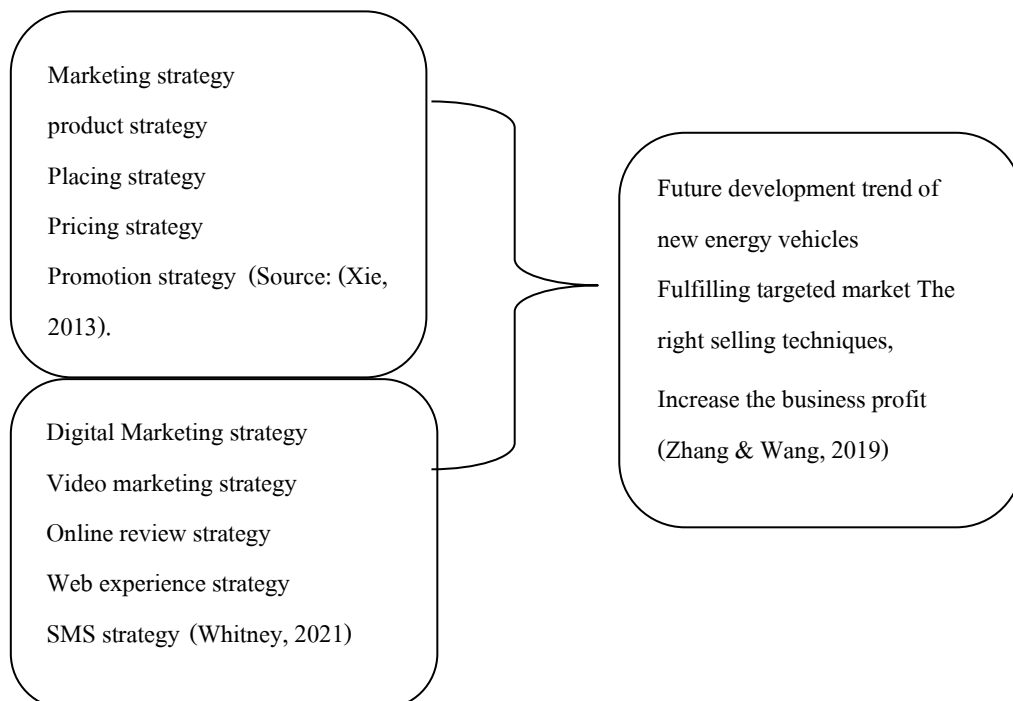 Marketing strategy
product strategy
Placing strategy
Pricing strategy
Promotion strategy (Source: (Xie,
2013).
Digital Marketing strategy
Video marketing strategy
Online review strategy
Web experience strategy
SMS strategy (Whitney, 2021)
Future development trend of
new energy vehicles
Fulfilling targeted market The
right selling techniques,
Increase the business profit
(Zhang & Wang, 2019)